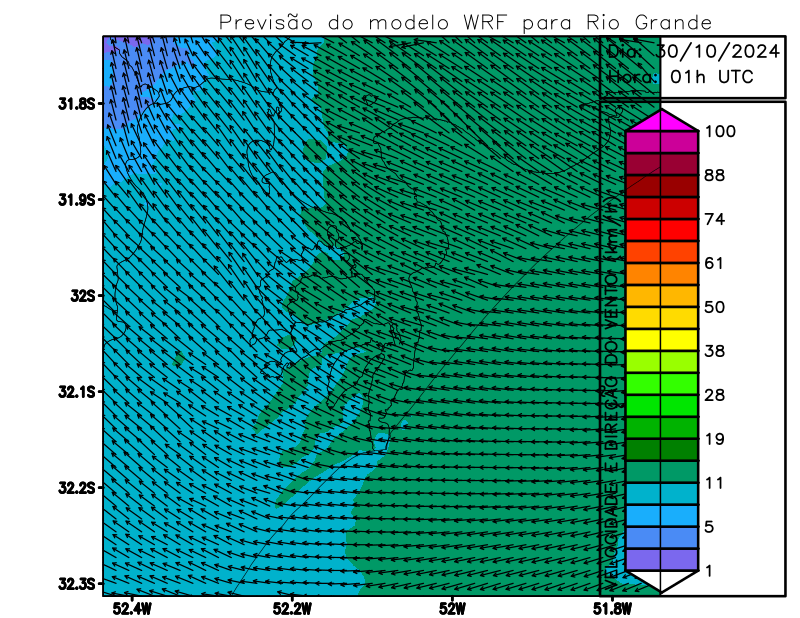 Previsão do modelo WRF para Rio Grande
Dia: 30/10/2024
Hora: 01h UTC
31.8S
31.9S
32S
32.1S
32.2S
32.3S
52.4W
52.2W
52W
51.8W
VELOCIDADE E DIREÇÃO DO VENTO (km/h)
100
88
74
61
50
38
28
19
11
5
1